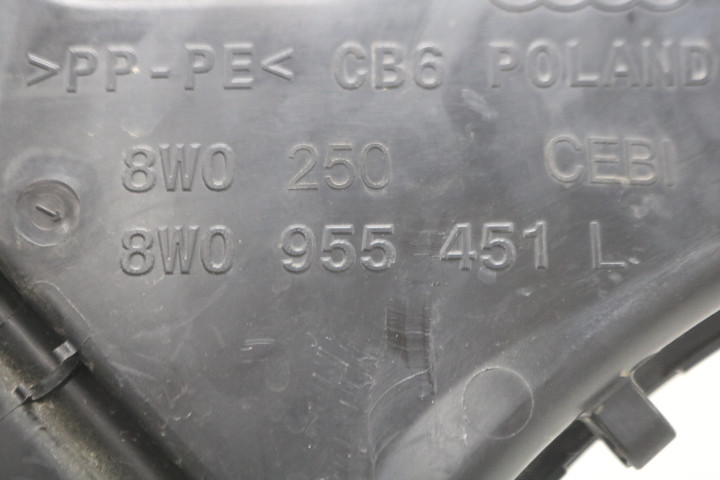 >PP-PE< CB6 POLAND
8W0 250 CEBI
8W0 955 451 L.